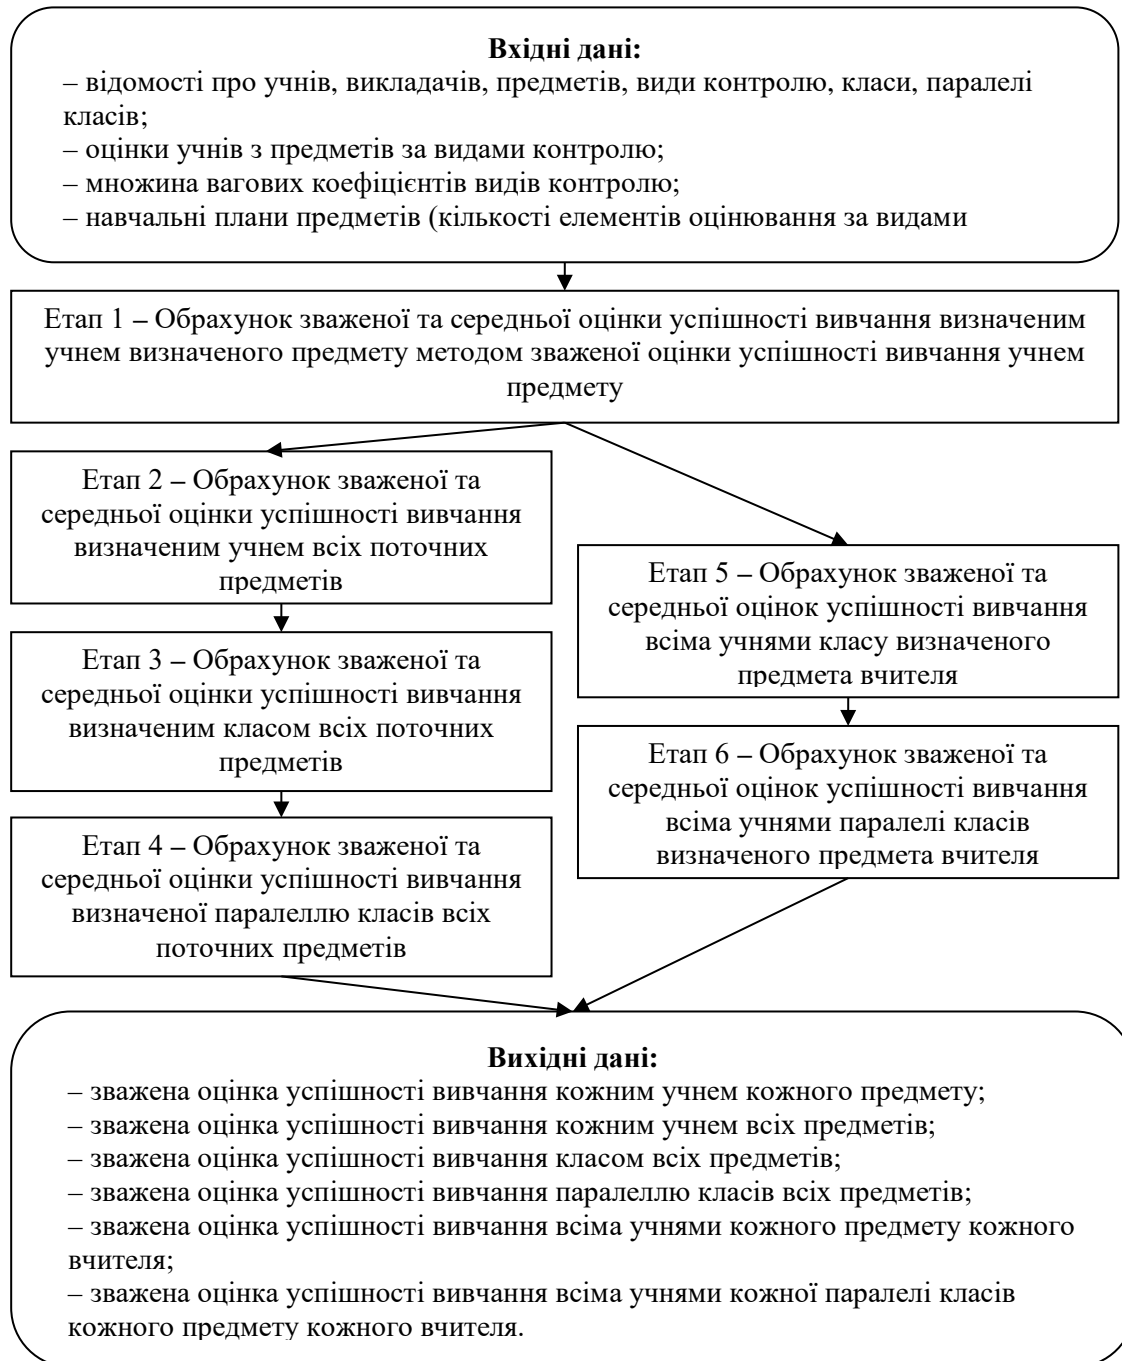 Вхідні дані:
– відомості про учнів, викладачів, предметів, види контролю, класи, паралелі
класів;
– оцінки учнів з предметів за видами контролю;
– множина вагових коефіцієнтів видів контролю;
– навчальні плани предметів (кількості елементів оцінювання за видами
Етап 1 – Обрахунок зваженої та середньої оцінки успішності вивчання визначеним
учнем визначеного предмету методом зваженої оцінки успішності вивчання учнем
предмету
Етап 2 – Обрахунок зваженої та
середньої оцінки успішності вивчання
визначеним учнем всіх поточних
предметів
Етап 3 – Обрахунок зваженої та
середньої оцінки успішності вивчання
визначеним класом всіх поточних
предметів
Етап 4 – Обрахунок зваженої та
середньої оцінки успішності вивчання
визначеної паралеллю класів всіх
поточних предметів
Етап 5 – Обрахунок зваженої та
середньої оцінок успішності вивчання
всіма учнями класу визначеного
предмета вчителя
Етап 6 – Обрахунок зваженої та
середньої оцінок успішності вивчання
всіма учнями паралелі класів
визначеного предмета вчителя
Вихідні дані:
– зважена оцінка успішності вивчання кожним учнем кожного предмету;
– зважена оцінка успішності вивчання кожним учнем всіх предметів;
– зважена оцінка успішності вивчання класом всіх предметів;
– зважена оцінка успішності вивчання паралеллю класів всіх предметів;
– зважена оцінка успішності вивчання всіма учнями кожного предмету кожного
вчителя;
– зважена оцінка успішності вивчання всіма учнями кожної паралелі класів
кожного предмету кожного вчителя.